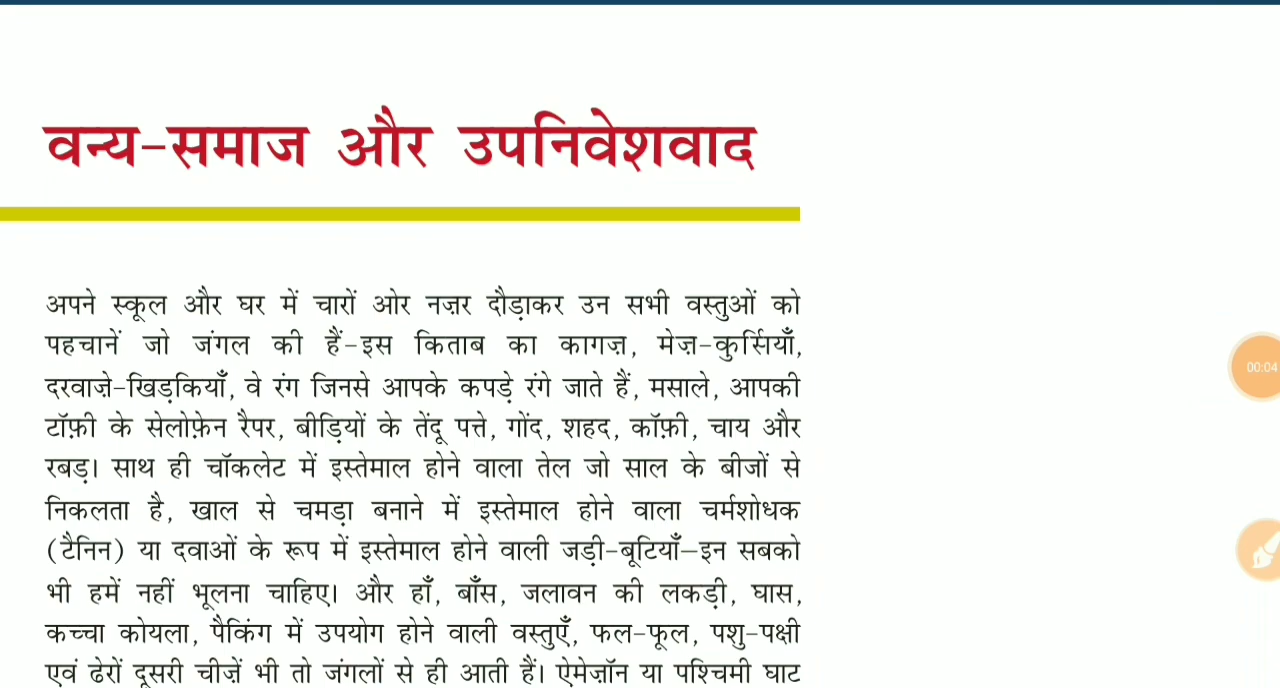 वन्य-समाज और उपनिवेशवाद
अपने स्कूल और घर में चारों ओर नज़र दौड़ाकर उन सभी वस्तुओं को
पहचानें जो जंगल की हैं-इस किताब का कागज़, मेज़-कुर्सियाँ,
दरवाज़े-खिड़कियाँ, वे रंग जिनसे आपके कपड़े रंगे जाते हैं, मसाले, आपकी
टॉफ़ी के सेलोफ़ेन रैपर, बीड़ियों के तेंदू पत्ते, गोंद, शहद, कॉफ़ी, चाय और
रबड़। साथ ही चॉकलेट में इस्तेमाल होने वाला तेल जो साल के बीजों से
निकलता है, खाल से चमड़ा बनाने में इस्तेमाल होने वाला चर्मशोधक
(टैनिन) या दवाओं के रूप में इस्तेमाल होने वाली जड़ी-बूटियाँ—इन सबको
भी हमें नहीं भूलना चाहिए। और हाँ, बाँस, जलावन की लकड़ी, घास,
कच्चा कोयला, पैकिंग में उपयोग होने वाली वस्तुएँ, फल-फूल, पशु-पक्षी
एवं ढेरों दूसरी चीज़ें भी तो जंगलों से ही आती हैं। ऐमेज़ॉन या पश्चिमी घाट
00:04